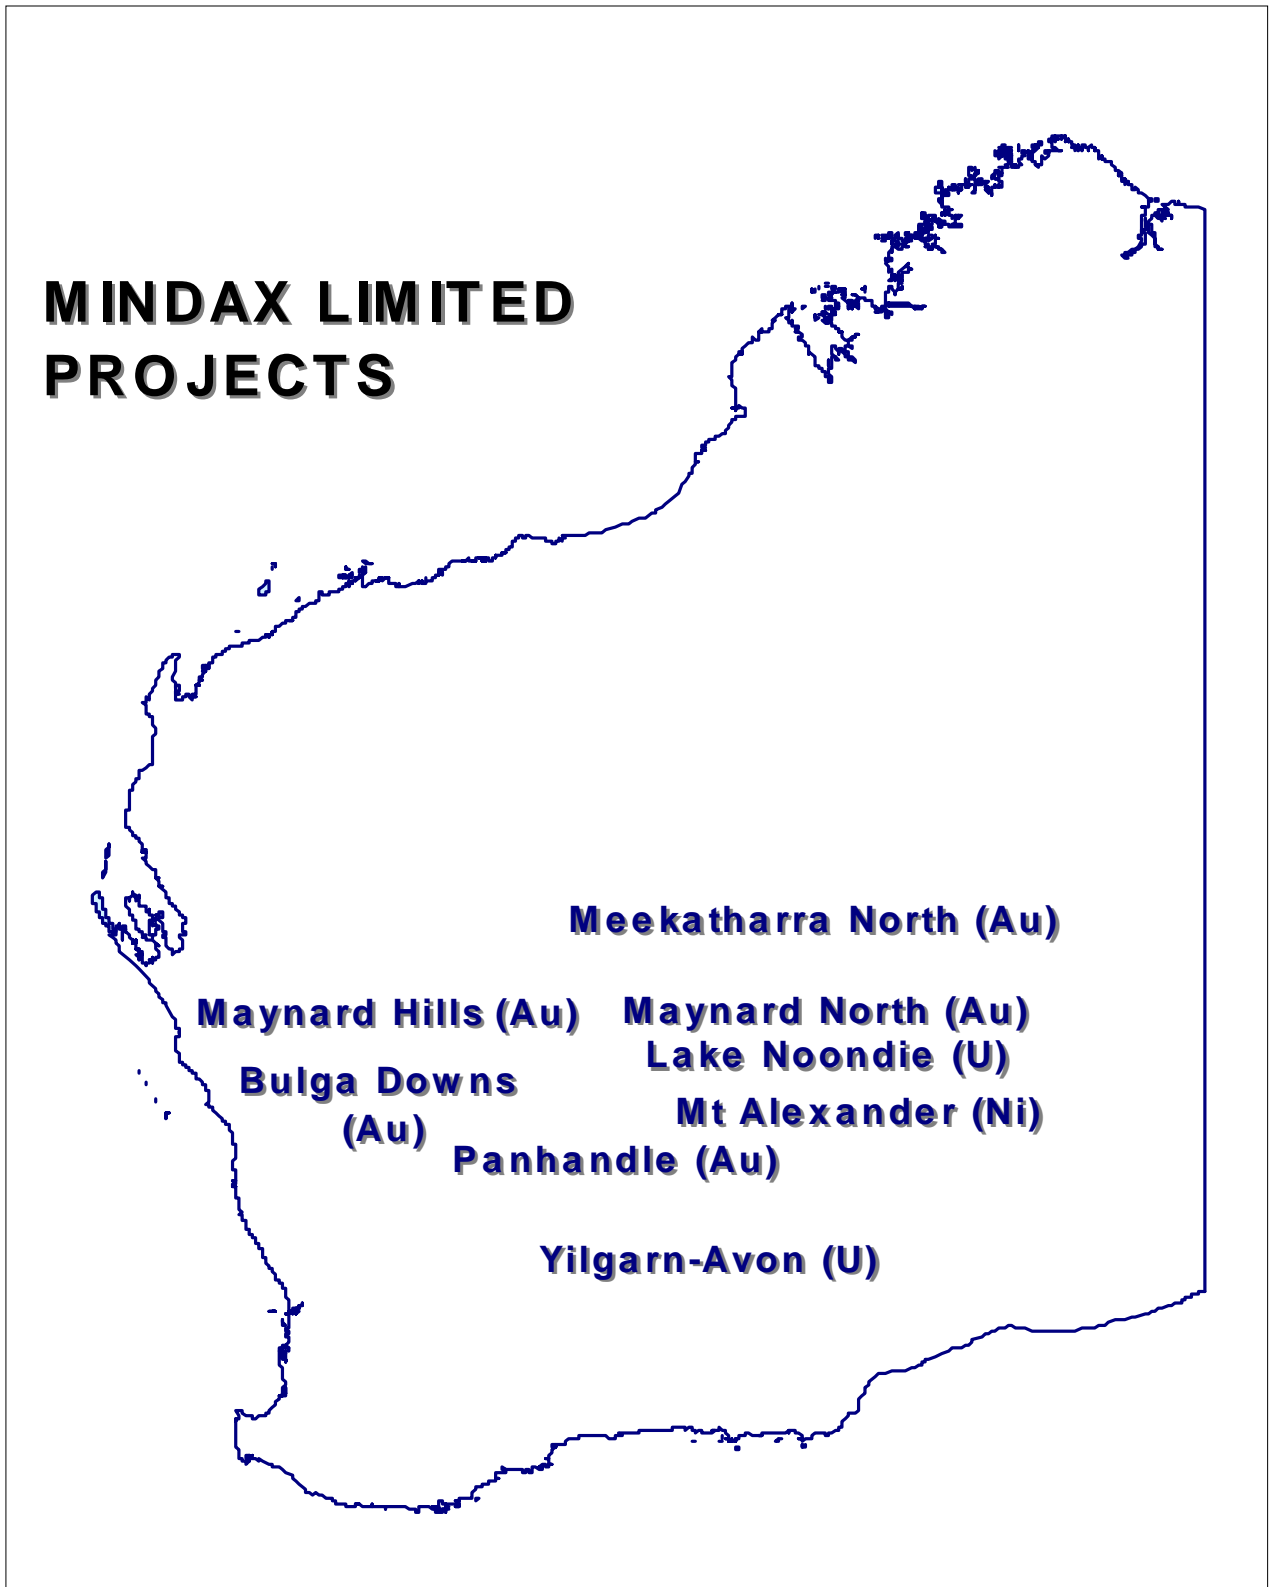 MINDAX LIMITED
PROJECTS
Meekatharra North (Au)
Maynard Hills (Au)
Maynard North (Au)
Lake Noondie (U)
Bulga Downs
(Au)
Mt Alexander (Ni)
Panhandle (Au)
Yilgarn-Avon (U)